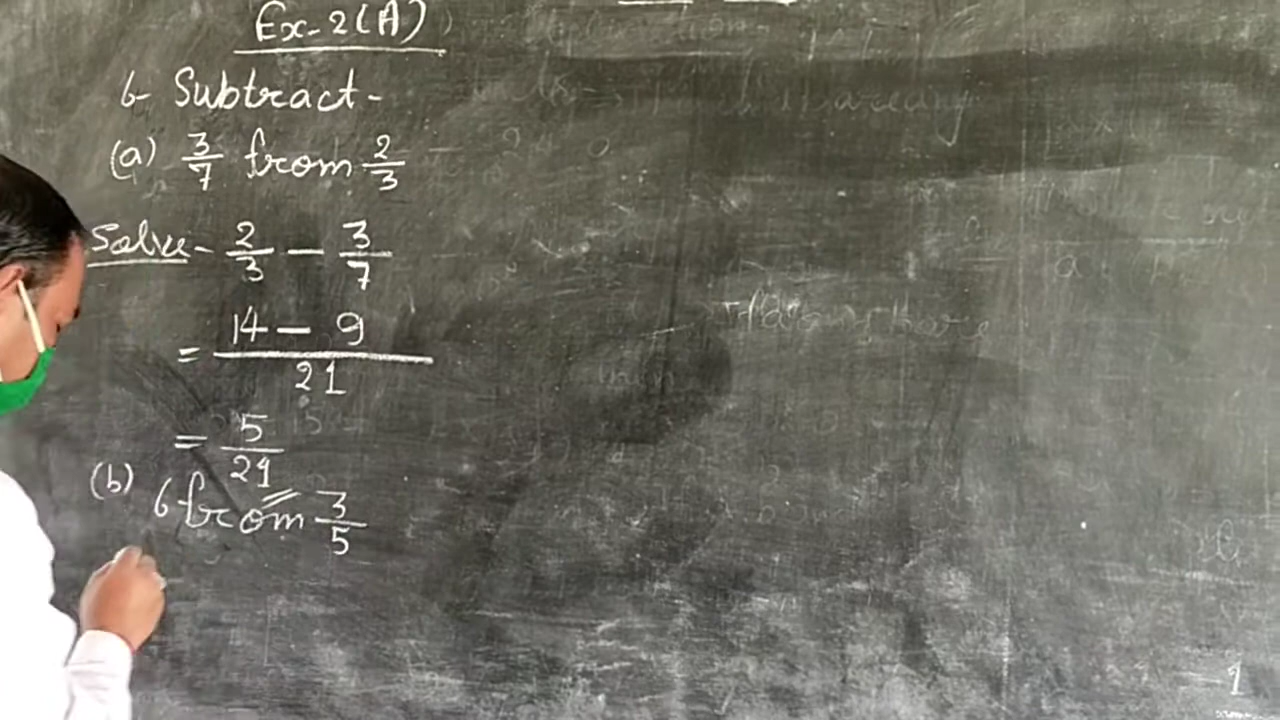 Ex-2(A)
6- Subtract-
(a) 3/7 from 2/3
Solve- 2/3 - 3/7
= 14 - 9 / 21
= 5/21
(b) 6 from 3/5
1